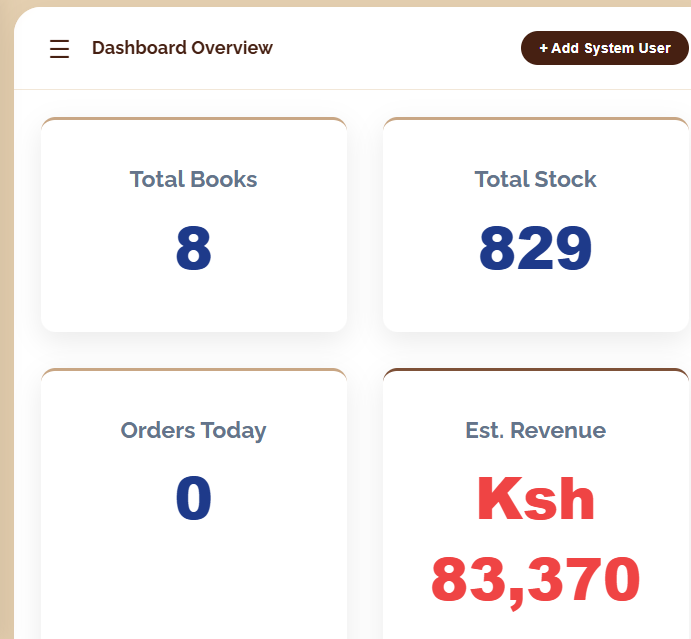 ☰ Dashboard Overview
+ Add System User
Total Books
8
Total Stock
829
Orders Today
0
Est. Revenue
Ksh
83,370